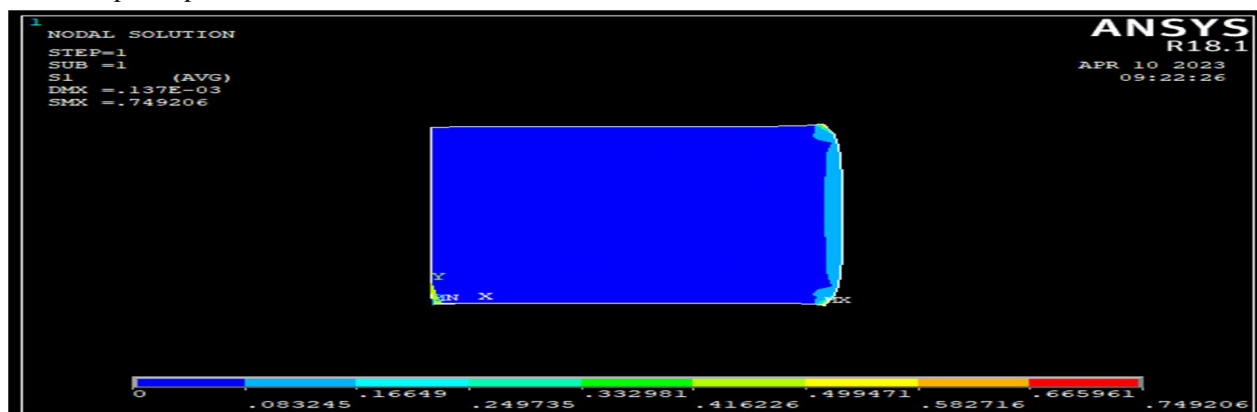 1
NODAL SOLUTION
STEP=1
SUB =1
S1 (AVG)
DMX =.137E-03
SMX =.749206
ANSYS
R18.1
APR 10 2023
09:22:26
Y
MN X
MX
0 .16649 .332981 .499471 .665961
.083245 .249735 .416226 .582716 .749206